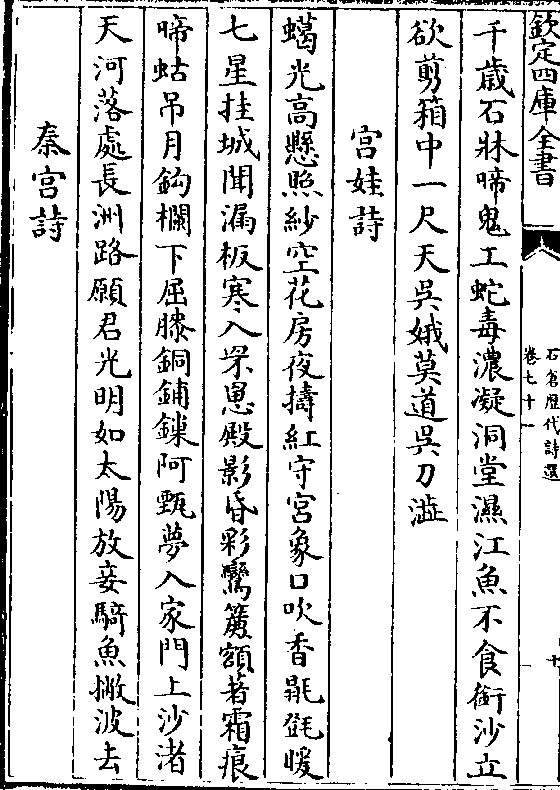 欽定四庫全書
石倉歷代詩選
卷七十一
十
千歲石牀啼鬼工蛇毒濃凝洞堂濕江魚不食銜沙立
欲剪箱中一尺天吳娥莫道吳刀澁
宮娃詩
蠟光高懸照紗空花房夜擣紅守宮象口吹香毾㲪暖
七星挂城聞漏板寒入罘罳殿影昏彩鸞簾額著霜痕
啼蛄吊月鈎欄下屈膝銅鋪鏁阿甄夢入家門上沙渚
天河落處長洲路願君光明如太陽放妾騎魚撇波去
秦宮詩